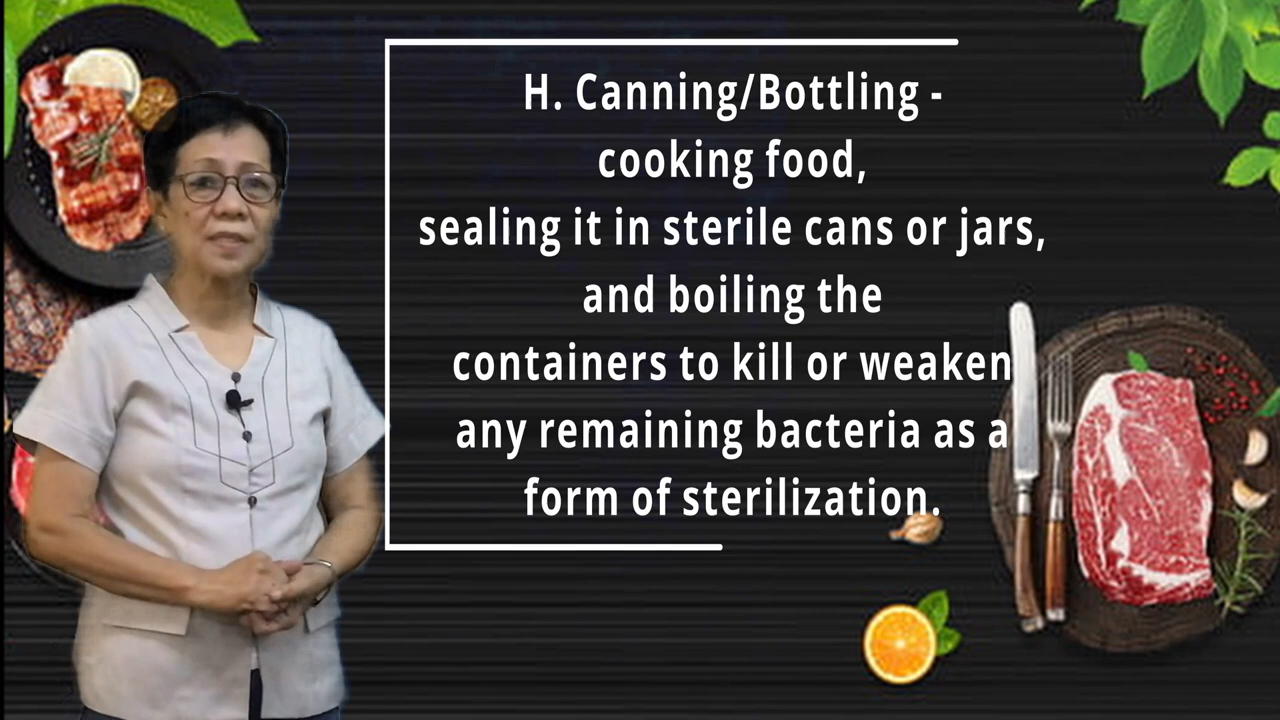 H. Canning/Bottling -
cooking food,
sealing it in sterile cans or jars,
and boiling the
containers to kill or weaken
any remaining bacteria as a
form of sterilization.